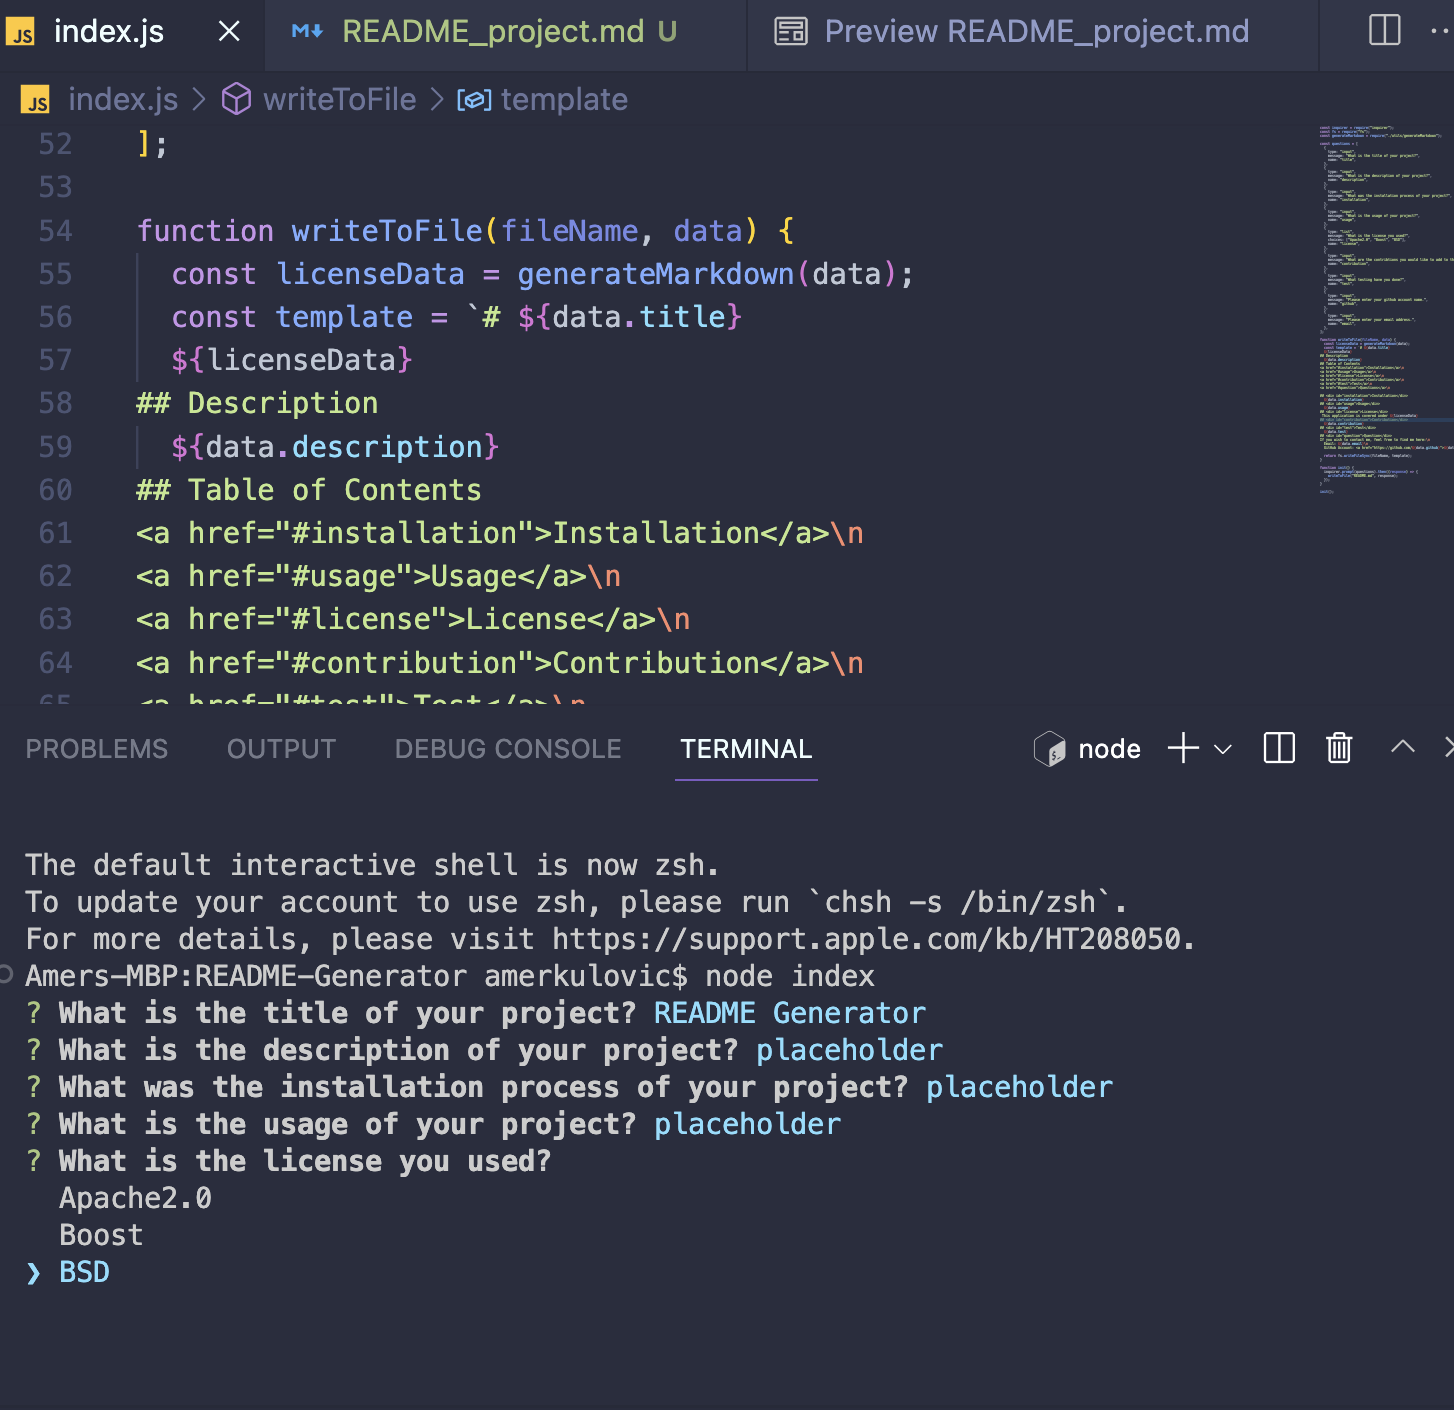 JS index.js × M↓ README_project.md U Preview README_project.md
JS index.js > writeToFile > template
52 ];
53
54 function writeToFile(fileName, data) {
55 const licenseData = generateMarkdown(data);
56 const template = `# ${data.title}
57 ${licenseData}
58 ## Description
59 ${data.description}
60 ## Table of Contents
61 <a href="#installation">Installation</a>\n
62 <a href="#usage">Usage</a>\n
63 <a href="#license">License</a>\n
64 <a href="#contribution">Contribution</a>\n
65 <a href="#test">Test</a>\n
PROBLEMS OUTPUT DEBUG CONSOLE TERMINAL node
The default interactive shell is now zsh.
To update your account to use zsh, please run `chsh -s /bin/zsh`.
For more details, please visit https://support.apple.com/kb/HT208050.
Amers-MBP:README-Generator amerkulovic$ node index
? What is the title of your project? README Generator
? What is the description of your project? placeholder
? What was the installation process of your project? placeholder
? What is the usage of your project? placeholder
? What is the license you used?
Apache2.0
Boost
❯ BSD